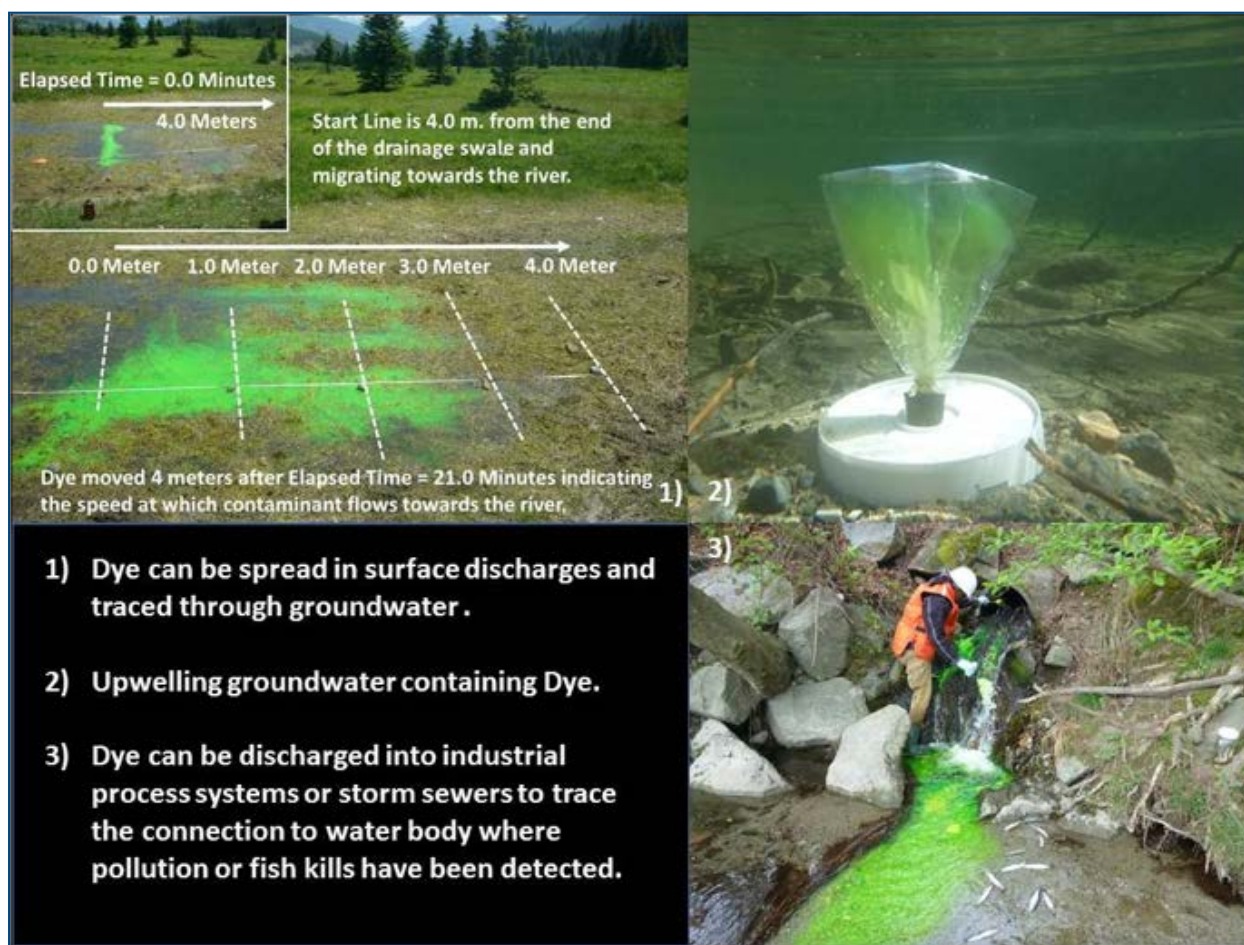 Elapsed Time = 0.0 Minutes
4.0 Meters
Start Line is 4.0 m. from the end
of the drainage swale and
migrating towards the river.
0.0 Meter 1.0 Meter 2.0 Meter 3.0 Meter 4.0 Meter
Dye moved 4 meters after Elapsed Time = 21.0 Minutes indicating
the speed at which contaminant flows towards the river.
1)
2)
3)
1) Dye can be spread in surface discharges and
traced through groundwater .
2) Upwelling groundwater containing Dye.
3) Dye can be discharged into industrial
process systems or storm sewers to trace
the connection to water body where
pollution or fish kills have been detected.